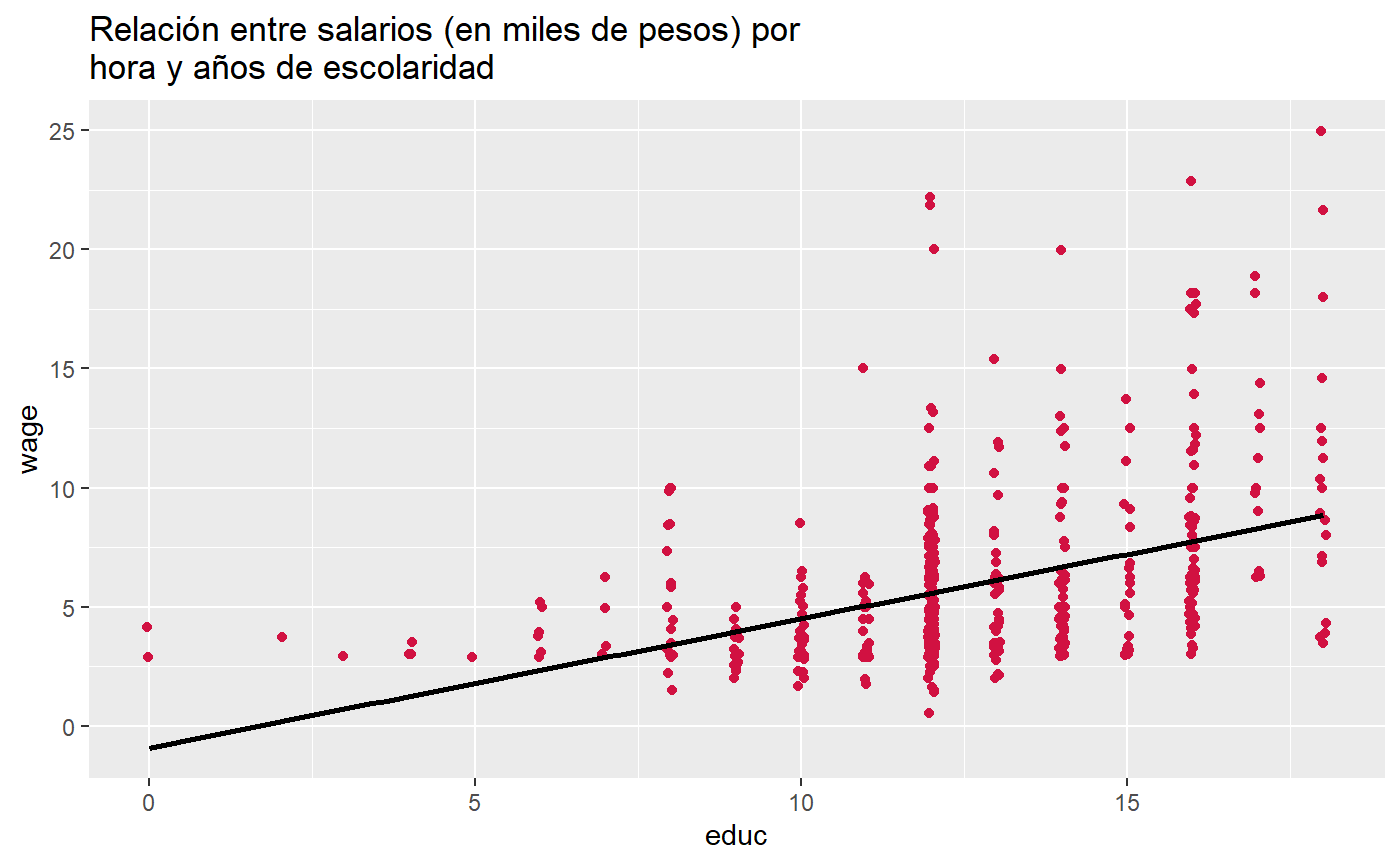 Relación entre salarios (en miles de pesos) por
hora y años de escolaridad
25
20
15
10
5
0
wage
0
5
10
15
educ